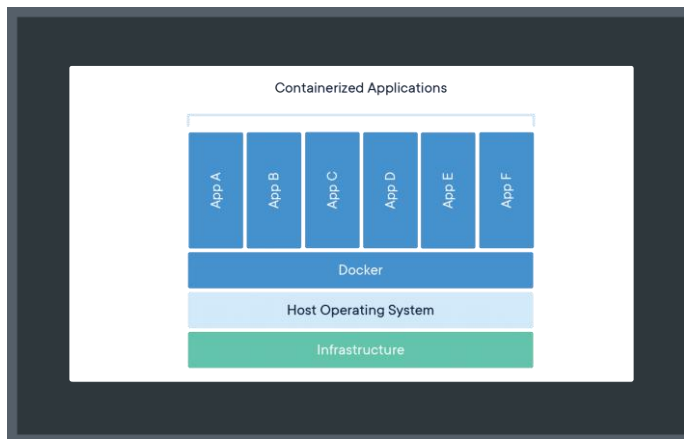 Containerized Applications
App A
App B
App C
App D
App E
App F
Docker
Host Operating System
Infrastructure